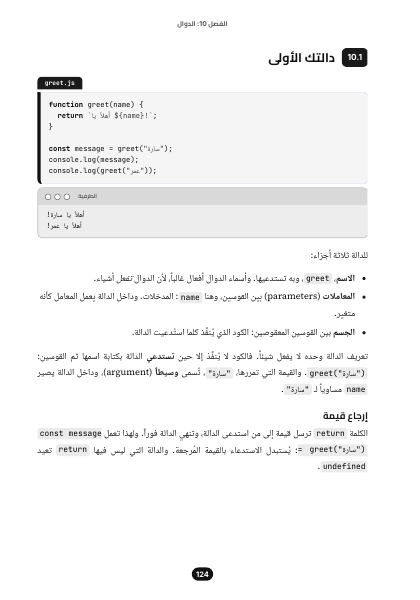 الفصل 10: الدوال
10.1 دالتك الأولى
greet.js
function greet(name) {
return `أهلاً يا ${name}!`;
}
const message = greet("سارة");
console.log(message);
console.log(greet("عمر"));
الطرفية
أهلاً يا سارة!
أهلاً يا عمر!
للدالة ثلاثة أجزاء:
• الاسم، greet، وبه تستدعيها. وأسماء الدوال أفعال غالباً، لأن الدوال تفعل أشياء.
• المعاملات (parameters) بين القوسين، وهنا name: المدخلات. وداخل الدالة يعمل المعامل كأنه
متغير.
• الجسم بين القوسين المعقوصين: الكود الذي يُنفَّذ كلما استُدعيت الدالة.
تعريف الدالة وحده لا يفعل شيئاً. فالكود لا يُنفَّذ إلا حين تستدعي الدالة بكتابة اسمها ثم القوسين:
greet("سارة"). والقيمة التي تمررها، "سارة"، تُسمى وسيطاً (argument)، وداخل الدالة يصير
name مساوياً لـ "سارة".
إرجاع قيمة
الكلمة return ترسل قيمة إلى من استدعى الدالة، وتنهي الدالة فوراً. ولهذا تعمل const message
= greet("سارة"): يُستبدل الاستدعاء بالقيمة المُرجعة. والدالة التي ليس فيها return تعيد
undefined.
124